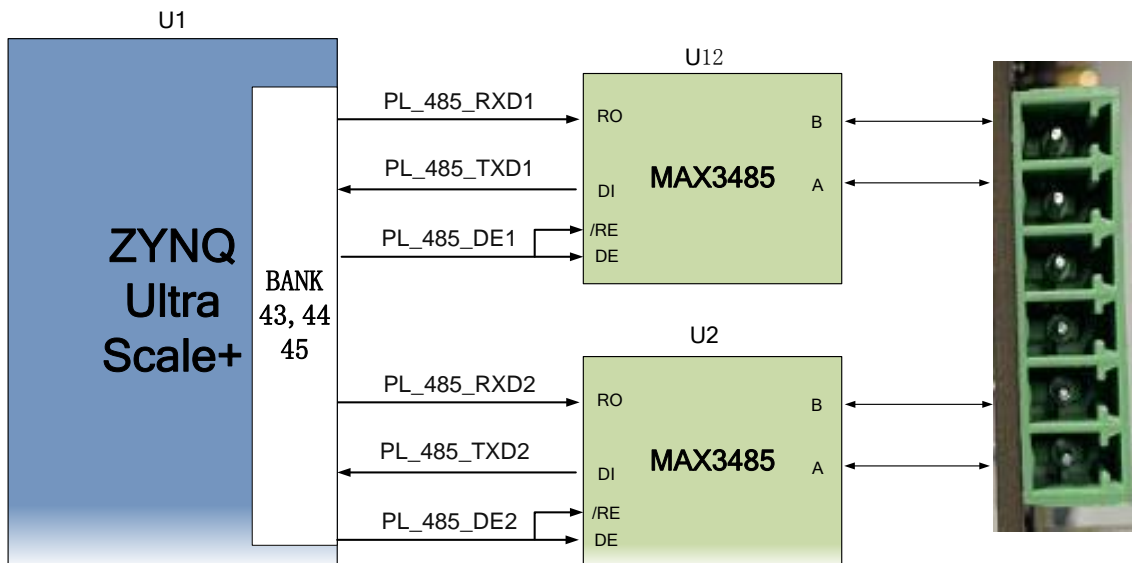 U1
ZYNQ
Ultra
Scale+
BANK
43, 44
45
PL_485_RXD1
PL_485_TXD1
PL_485_DE1
U12
RO
DI
/RE
DE
MAX3485
B
A
PL_485_RXD2
PL_485_TXD2
PL_485_DE2
U2
RO
DI
/RE
DE
MAX3485
B
A